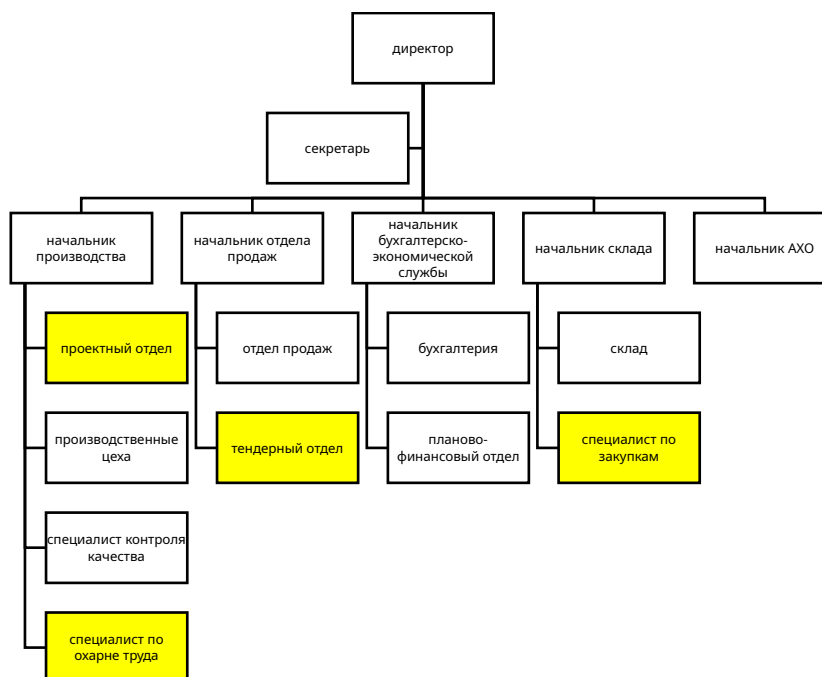 директор
секретарь
начальник
производства
начальник отдела
продаж
начальник
бухгалтерско-
экономической
службы
начальник склада
начальник АХО
проектный отдел
отдел продаж
бухгалтерия
склад
производственные
цеха
тендерный отдел
планово-
финансовый отдел
специалист по
закупкам
специалист контроля
качества
специалист по
охарне труда